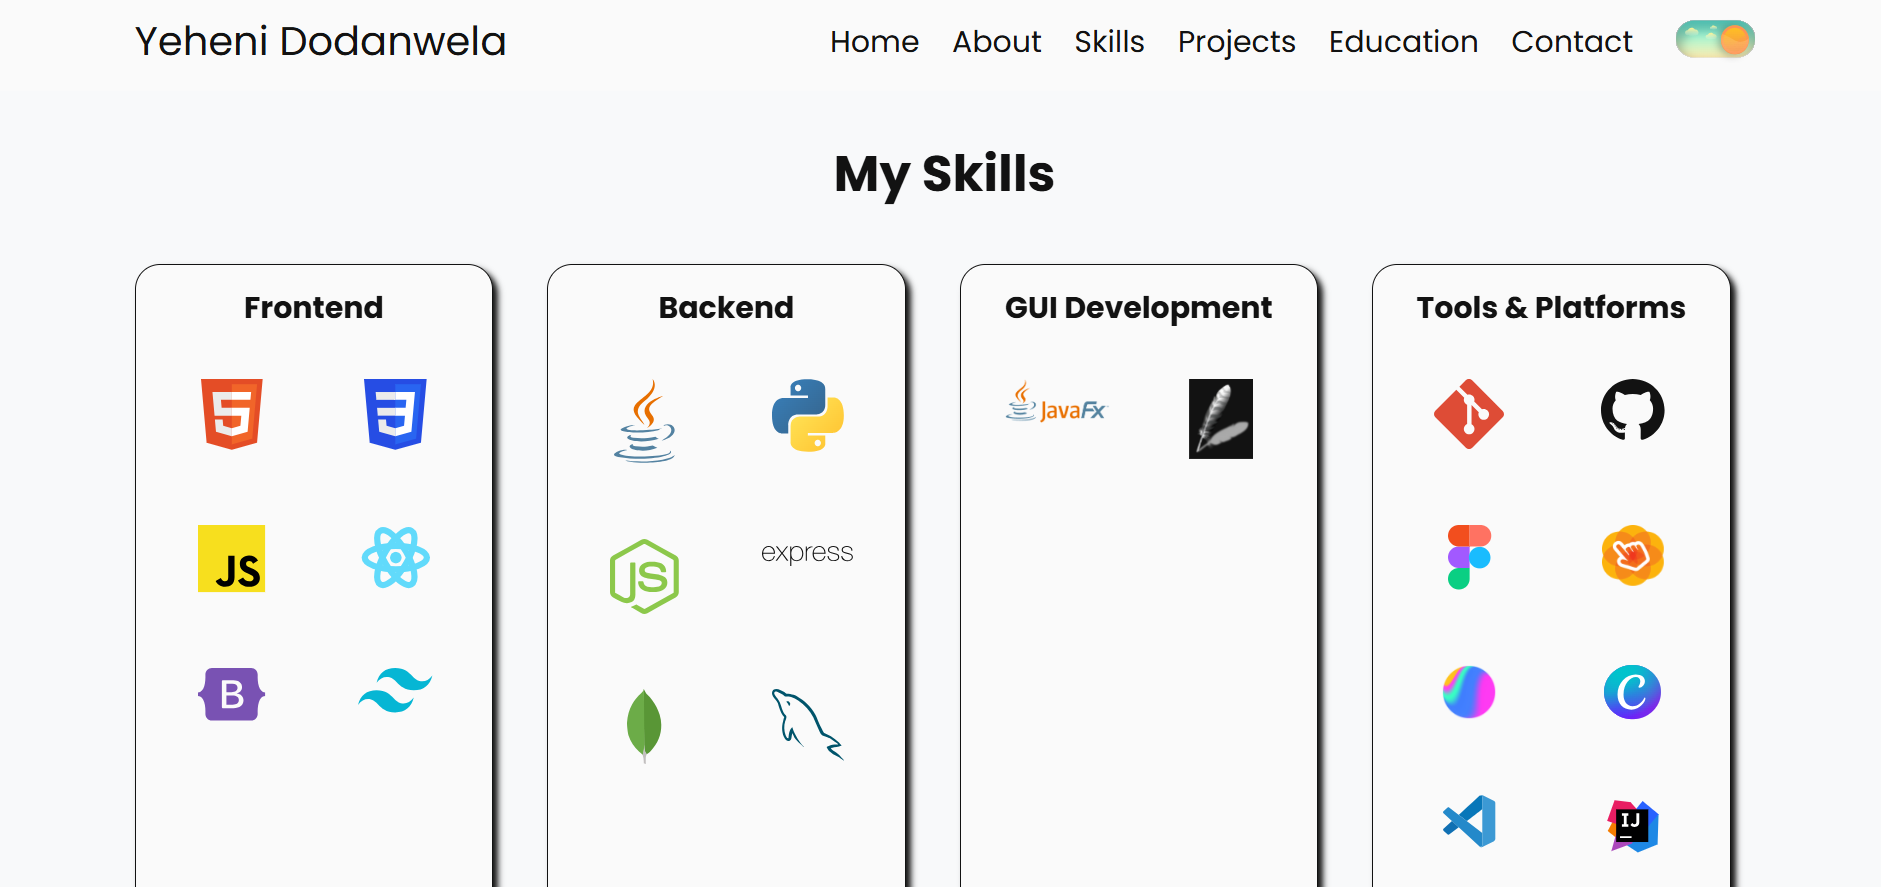 Yeheni Dodanwela
Home About Skills Projects Education Contact
My Skills
Frontend
Backend
GUI Development
Tools & Platforms
JavaFx
JS
JS
express
B
C
IJ